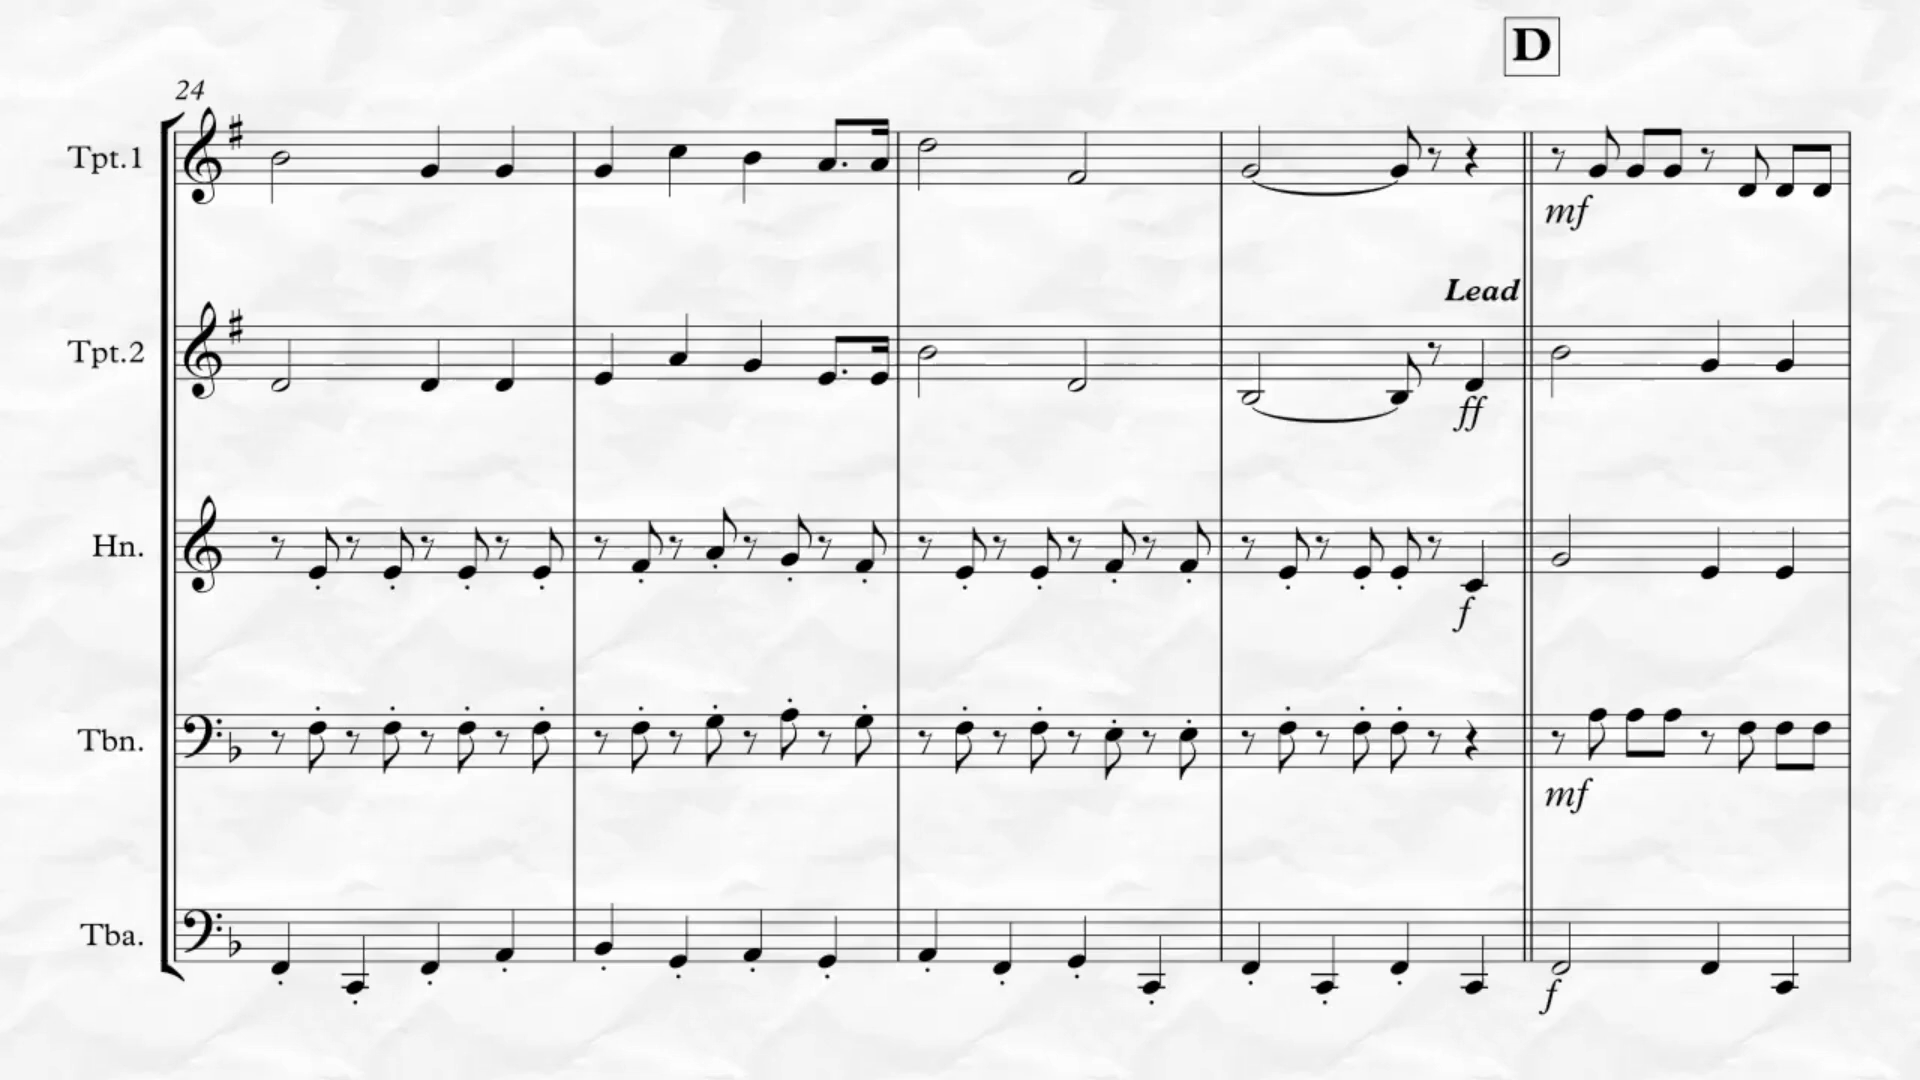 D
24
Tpt.1
mf
Lead
Tpt.2
ff
Hn.
f
Tbn.
mf
Tba.
f